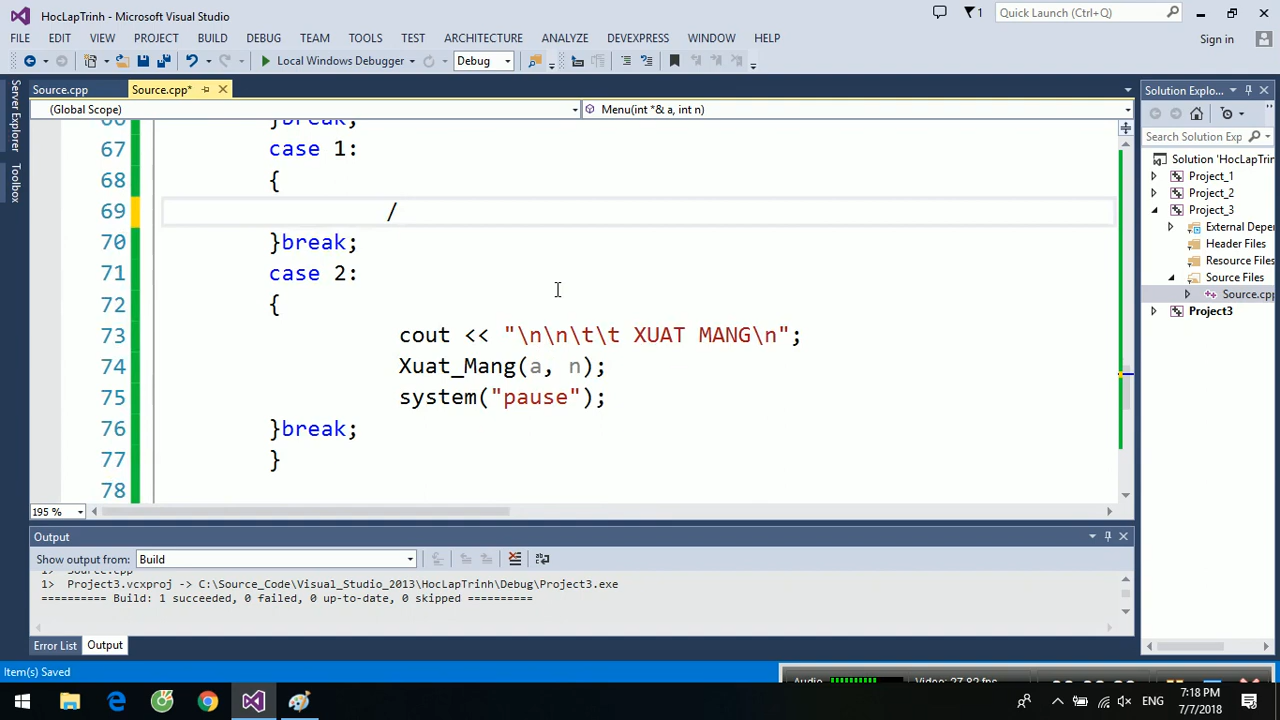 HocLapTrinh - Microsoft Visual Studio
1
Quick Launch (Ctrl+Q)
FILE EDIT VIEW PROJECT BUILD DEBUG TEAM TOOLS TEST ARCHITECTURE ANALYZE DEVEXPRESS WINDOW HELP
Sign in
Local Windows Debugger
Debug
Server Explorer
Toolbox
Source.cpp
Source.cpp*
(Global Scope)
Menu(int *& a, int n)
66 }break;
67 case 1:
68 {
69 /
70 }break;
71 case 2:
72 {
73 cout << "\n\n\t\t XUAT MANG\n";
74 Xuat_Mang(a, n);
75 system("pause");
76 }break;
77 }
78
195 %
Solution Explo...
Search Solution Exp
Solution 'HocLapTrin
Project_1
Project_2
Project_3
External Depe
Header Files
Resource Files
Source Files
Source.cpp
Project3
Output
Show output from: Build
1> Source.cpp
1> Project3.vcxproj -> C:\Source_Code\Visual_Studio_2013\HocLapTrinh\Debug\Project3.exe
========== Build: 1 succeeded, 0 failed, 0 up-to-date, 0 skipped ==========
Error List
Output
Item(s) Saved
Audio
Video: 27.82 fps
ENG
7:18 PM
7/7/2018